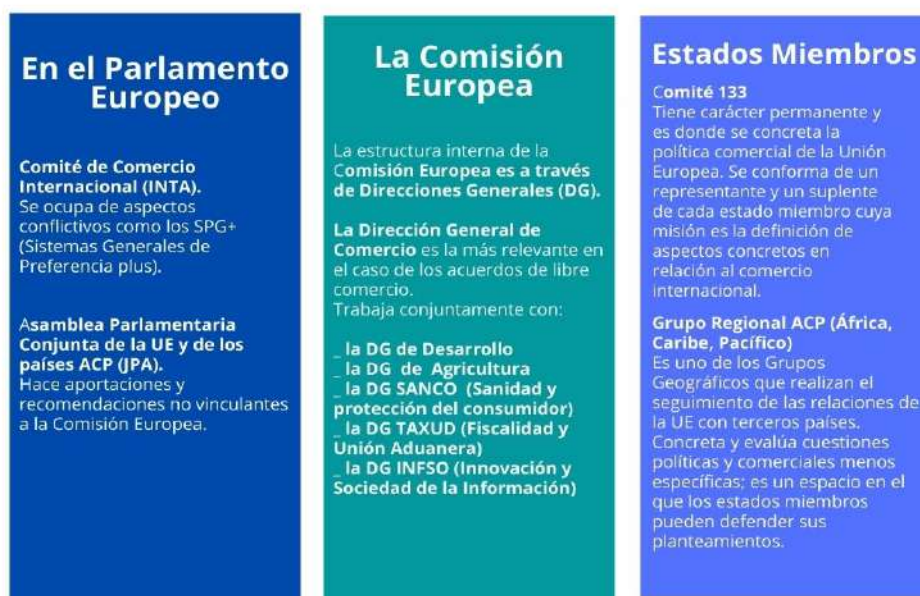 En el Parlamento
Europeo
Comité de Comercio
Internacional (INTA).
Se ocupa de aspectos
conflictivos como los SPG+
(Sistemas Generales de
Preferencia plus).
Asamblea Parlamentaria
Conjunta de la UE y de los
países ACP (JPA).
Hace aportaciones y
recomendaciones no vinculantes
a la Comisión Europea.
La Comisión
Europea
La estructura interna de la
Comisión Europea es a través
de Direcciones Generales (DG).
La Dirección General de
Comercio es la más relevante en
el caso de los acuerdos de libre
comercio.
Trabaja conjuntamente con:
_ la DG de Desarrollo
_ la DG de Agricultura
_ la DG SANCO (Sanidad y
protección del consumidor)
_ la DG TAXUD (Fiscalidad y
Unión Aduanera)
_ la DG INFSO (Innovación y
Sociedad de la Información)
Estados Miembros
Comité 133
Tiene carácter permanente y
es donde se concreta la
política comercial de la Unión
Europea. Se conforma de un
representante y un suplente
de cada estado miembro cuya
misión es la definición de
aspectos concretos en
relación al comercio
internacional.
Grupo Regional ACP (África,
Caribe, Pacífico)
Es uno de los Grupos
Geográficos que realizan el
seguimiento de las relaciones de
la UE con terceros países.
Concreta y evalúa cuestiones
políticas y comerciales menos
específicas; es un espacio en el
que los estados miembros
pueden defender sus
planteamientos.